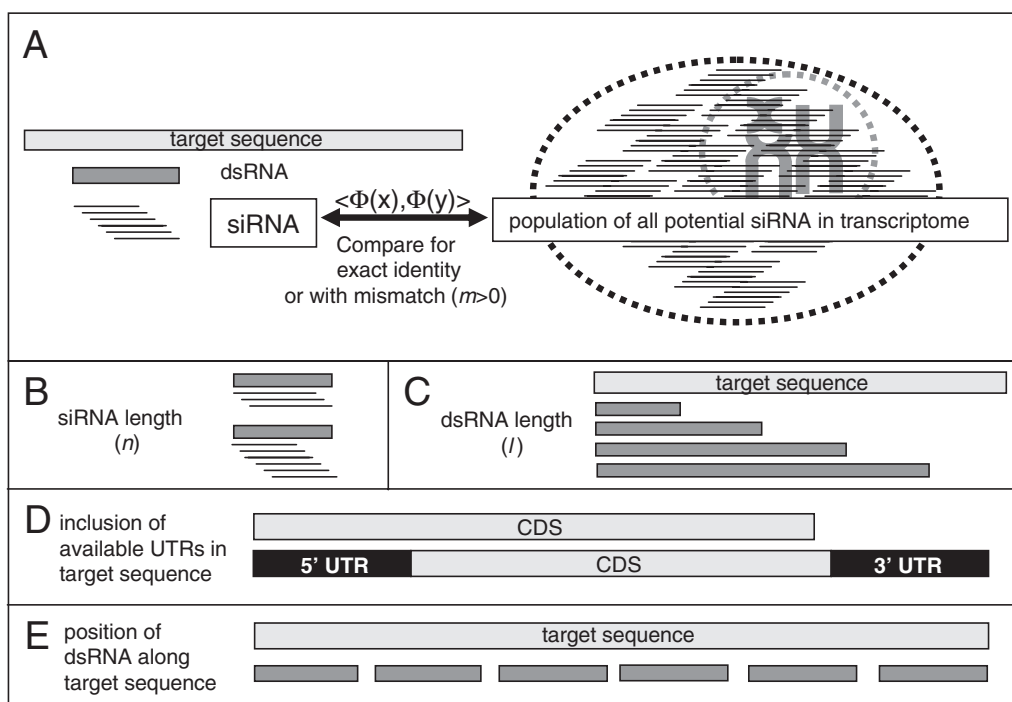 A
target sequence
dsRNA
siRNA
<Φ(x),Φ(y)>
Compare for
exact identity
or with mismatch (m>0)
population of all potential siRNA in transcriptome
B
siRNA length
(n)
C
dsRNA length
(l)
target sequence
D
inclusion of
available UTRs in
target sequence
CDS
5' UTR
CDS
3' UTR
E
position of
dsRNA along
target sequence
target sequence